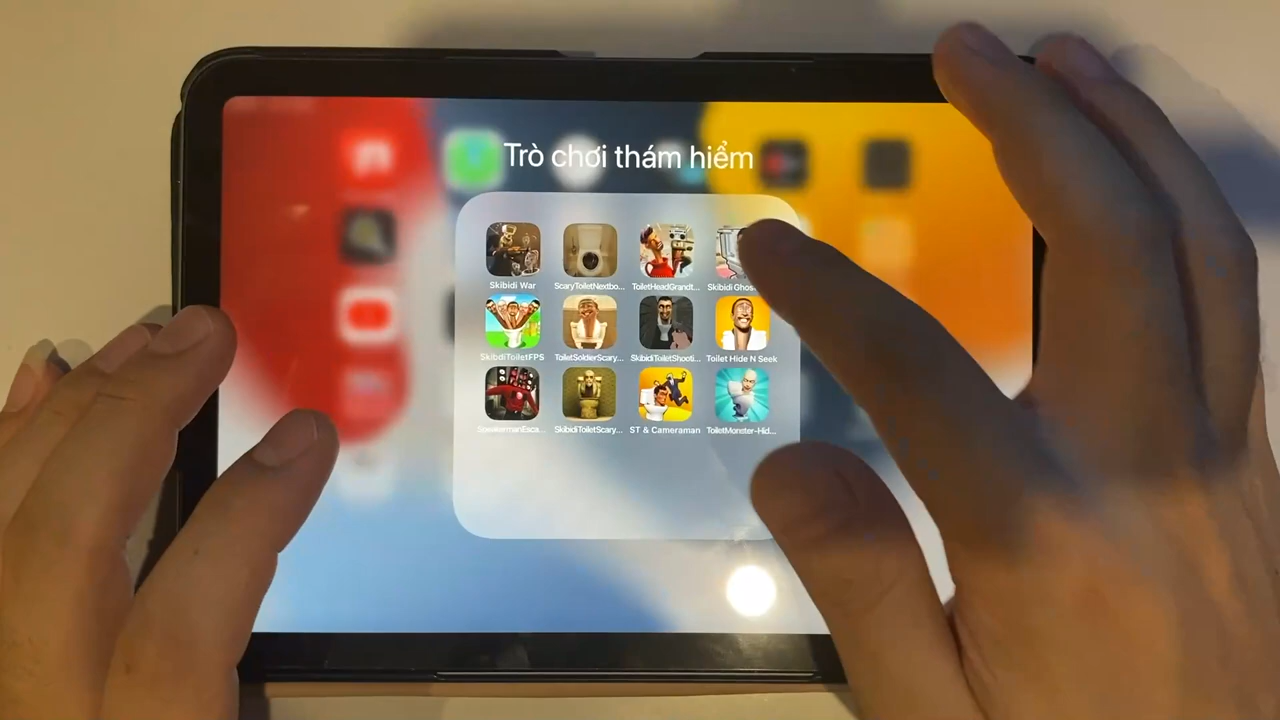 Trò chơi thám hiểm
Skibidi War
ScaryToiletNextbo...
ToiletHeadGrandt...
Skibidi Ghos
SkibdiToiletFPS
ToiletSoldierScary...
SkibidiToiletShooti...
Toilet Hide N Seek
SpeakermanEsca...
SkibidiToiletScary...
ST & Cameraman
ToiletMonster-Hid...